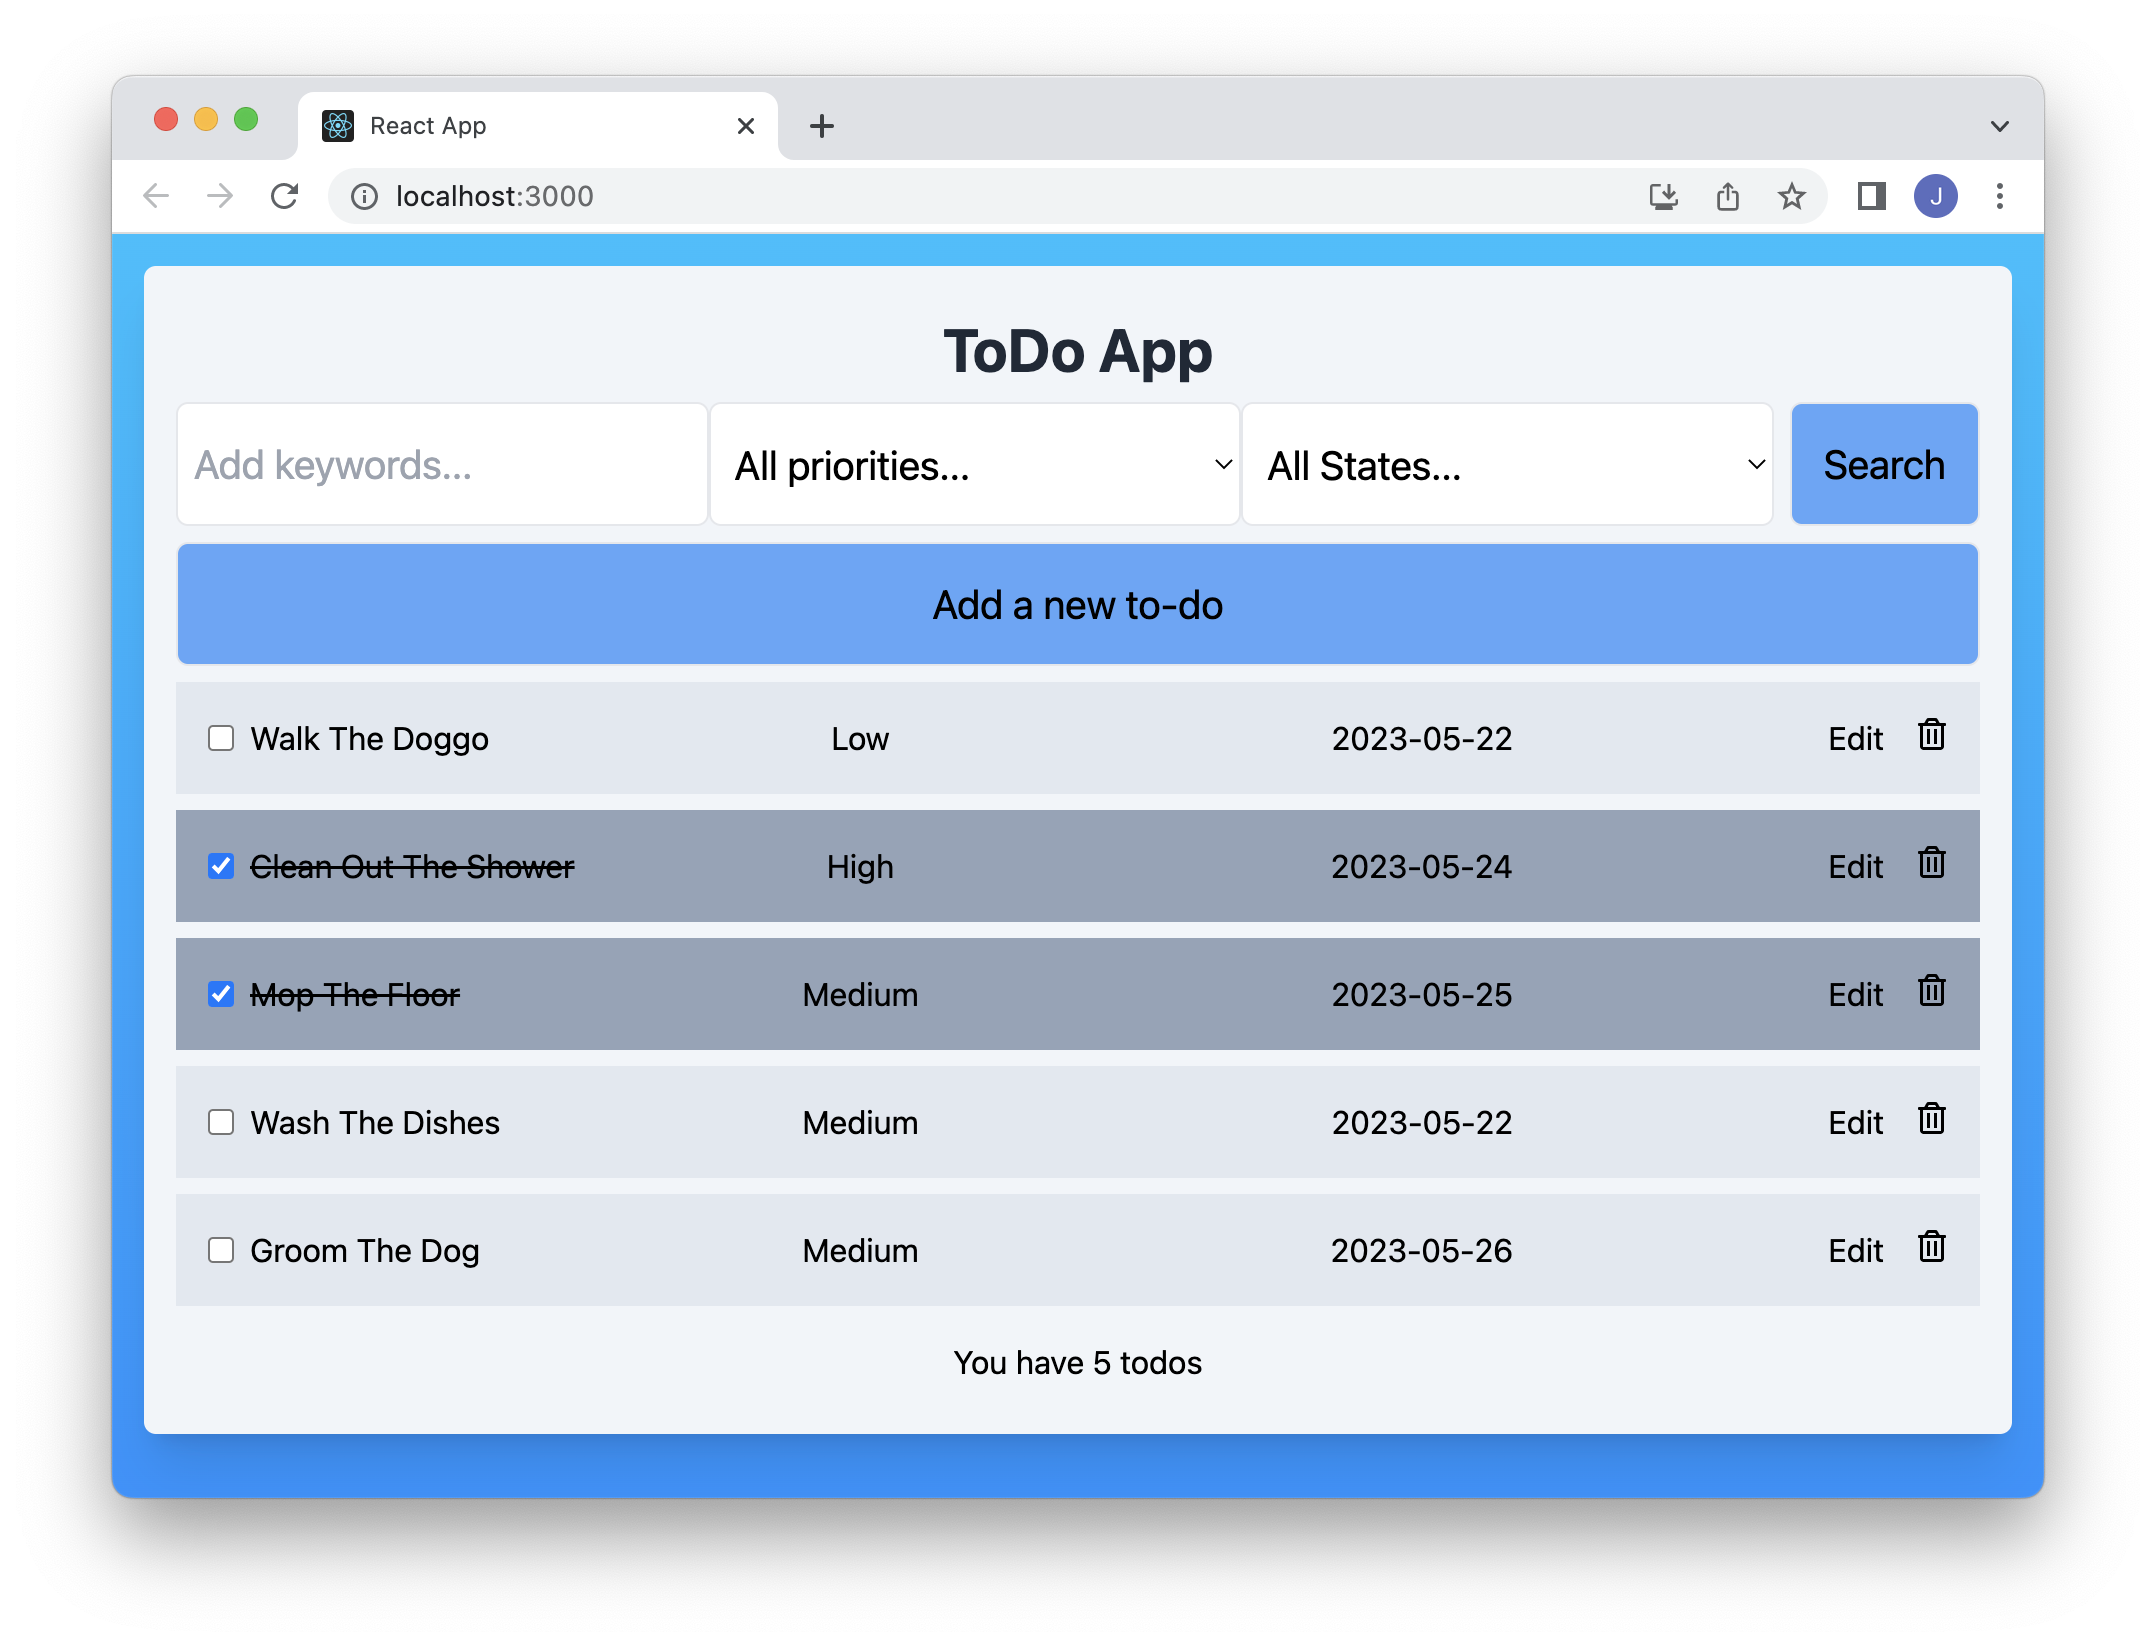 React App
localhost:3000
J
ToDo App
Add keywords...
All priorities...
All States...
Search
Add a new to-do
Walk The Doggo Low 2023-05-22 Edit
Clean Out The Shower High 2023-05-24 Edit
Mop The Floor Medium 2023-05-25 Edit
Wash The Dishes Medium 2023-05-22 Edit
Groom The Dog Medium 2023-05-26 Edit
You have 5 todos